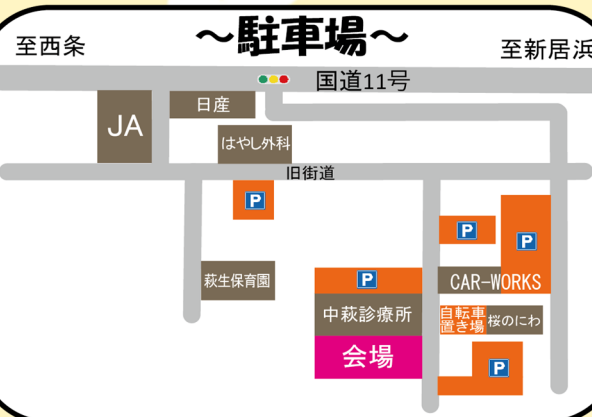 〜駐車場〜
至西条
至新居浜
国道11号
日産
JA
はやし外科
旧街道
P
P
P
萩生保育園
P
CAR-WORKS
中萩診療所
自転車
置き場
桜のにわ
会場
P